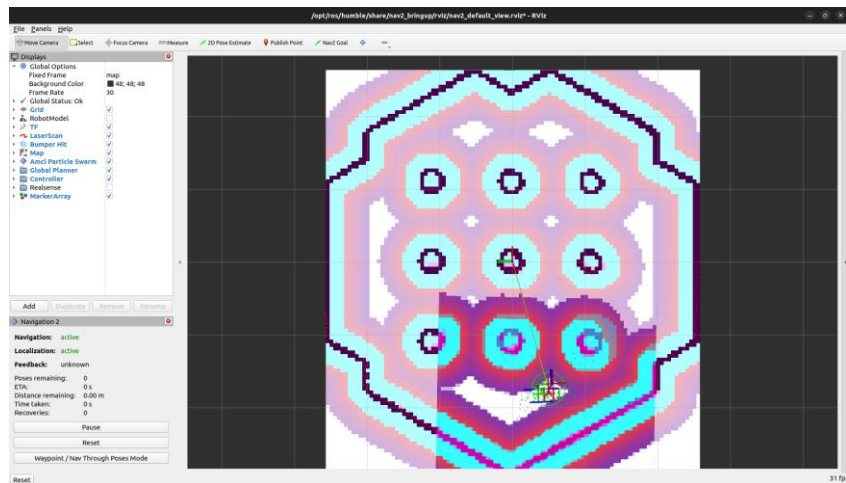 /opt/ros/humble/share/nav2_bringup/rviz/nav2_default_view.rviz* - RViz
File Panels Help
Move Camera Select Focus Camera Measure 2D Pose Estimate Publish Point Nav2 Goal
Displays
Global Options
Fixed Frame map
Background Color 48; 48; 48
Frame Rate 30
Global Status: Ok
Grid
RobotModel
TF
LaserScan
Bumper Hit
Map
Amcl Particle Swarm
Global Planner
Controller
Realsense
MarkerArray
Add Duplicate Remove Rename
Navigation 2
Navigation: active
Localization: active
Feedback: unknown
Poses remaining: 0
ETA: 0 s
Distance remaining: 0.00 m
Time taken: 0 s
Recoveries: 0
Pause
Reset
Waypoint / Nav Through Poses Mode
Reset 31 fp